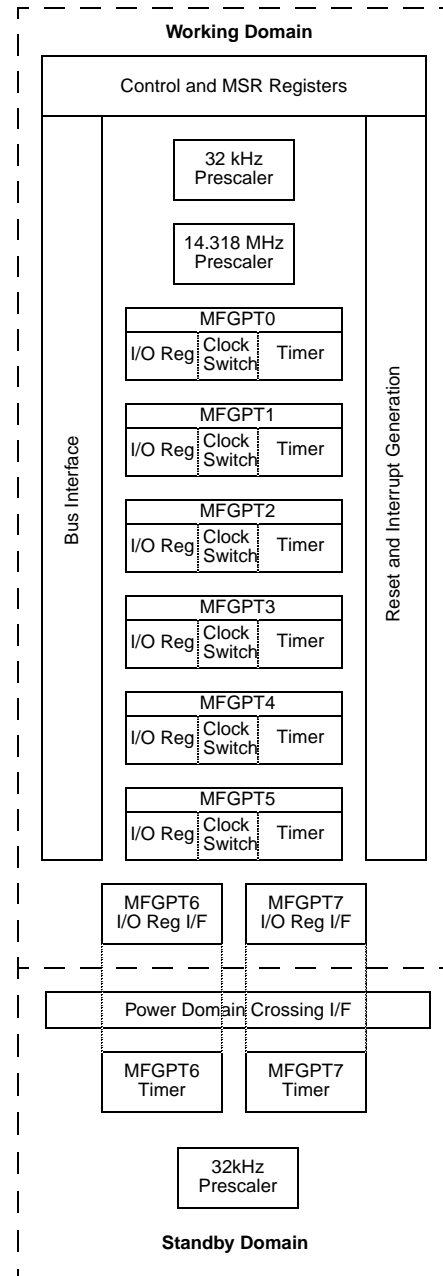 Working Domain
Control and MSR Registers
Bus Interface
Reset and Interrupt Generation
32 kHz
Prescaler
14.318 MHz
Prescaler
MFGPT0
I/O Reg Clock Switch Timer
MFGPT1
I/O Reg Clock Switch Timer
MFGPT2
I/O Reg Clock Switch Timer
MFGPT3
I/O Reg Clock Switch Timer
MFGPT4
I/O Reg Clock Switch Timer
MFGPT5
I/O Reg Clock Switch Timer
MFGPT6
I/O Reg I/F
MFGPT7
I/O Reg I/F
Power Domain Crossing I/F
MFGPT6
Timer
MFGPT7
Timer
32kHz
Prescaler
Standby Domain